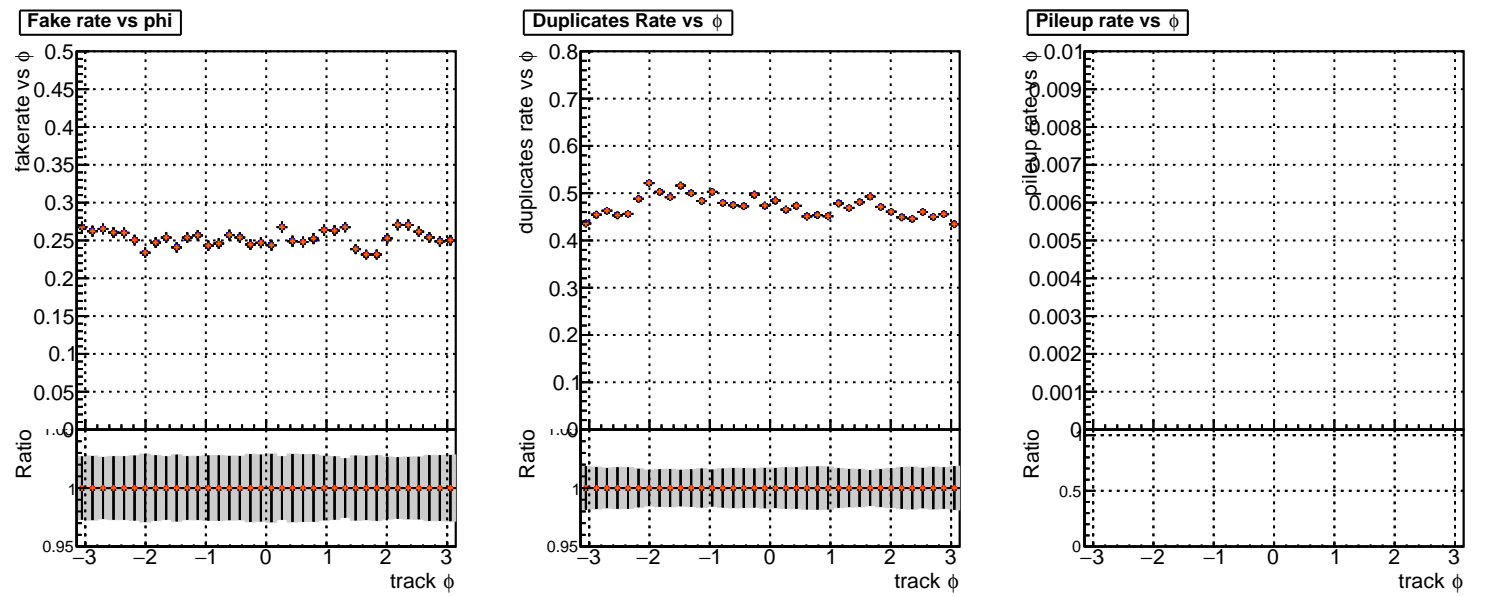 Fake rate vs phi
fakerate vs ϕ
0.5
0.45
0.4
0.35
0.3
0.25
0.2
0.15
0.1
0.05
0
Ratio
1
0.95
−3 −2 −1 0 1 2 3
track ϕ
Duplicates Rate vs ϕ
duplicates rate vs ϕ
0.8
0.7
0.6
0.5
0.4
0.3
0.2
0.1
0
Ratio
1
0.95
−3 −2 −1 0 1 2 3
track ϕ
Pileup rate vs ϕ
pileup rate vs ϕ
0.01
0.009
0.008
0.007
0.006
0.005
0.004
0.003
0.002
0.001
0
Ratio
1
0.5
0
−3 −2 −1 0 1 2 3
track ϕ